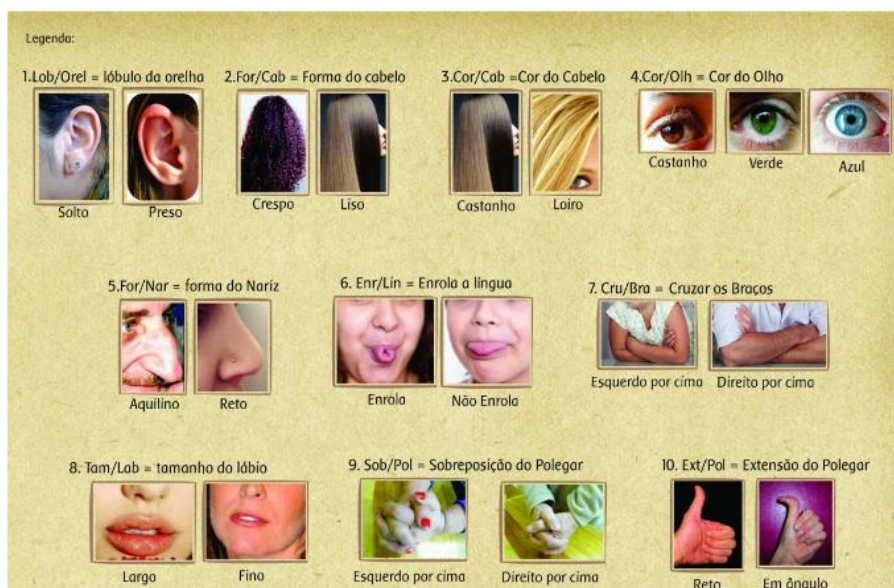 Legenda:
1.Lob/Orel = lóbulo da orelha
2.For/Cab = Forma do cabelo
3.Cor/Cab =Cor do Cabelo
4.Cor/Olh = Cor do Olho
Solto
Preso
Crespo
Liso
Castanho
Loiro
Castanho
Verde
Azul
5.For/Nar = forma do Nariz
6. Enr/Lin = Enrola a língua
7. Cru/Bra = Cruzar os Braços
Aquilino
Reto
Enrola
Não Enrola
Esquerdo por cima
Direito por cima
8. Tam/Lab = tamanho do lábio
9. Sob/Pol = Sobreposição do Polegar
10. Ext/Pol = Extensão do Polegar
Largo
Fino
Esquerdo por cima
Direito por cima
Reto
Em ângulo